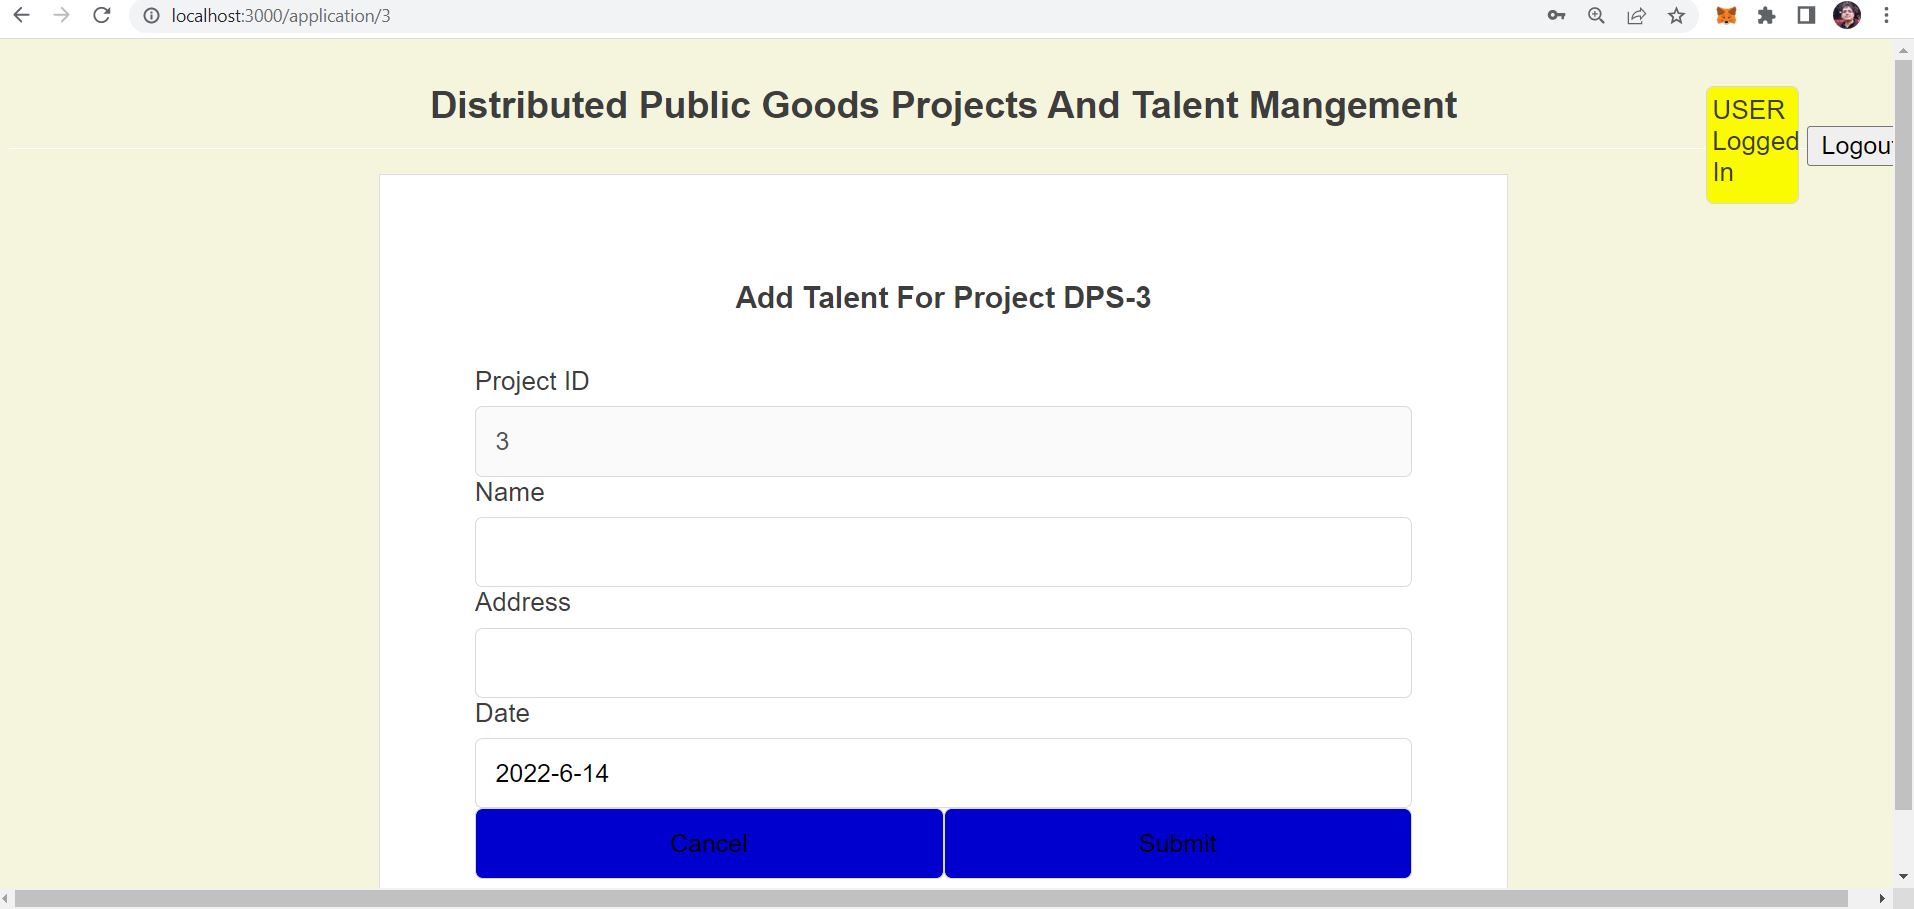 localhost:3000/application/3
Distributed Public Goods Projects And Talent Mangement
USER
Logged
In
Logou
Add Talent For Project DPS-3
Project ID
3
Name
Address
Date
2022-6-14
Cancel
Submit